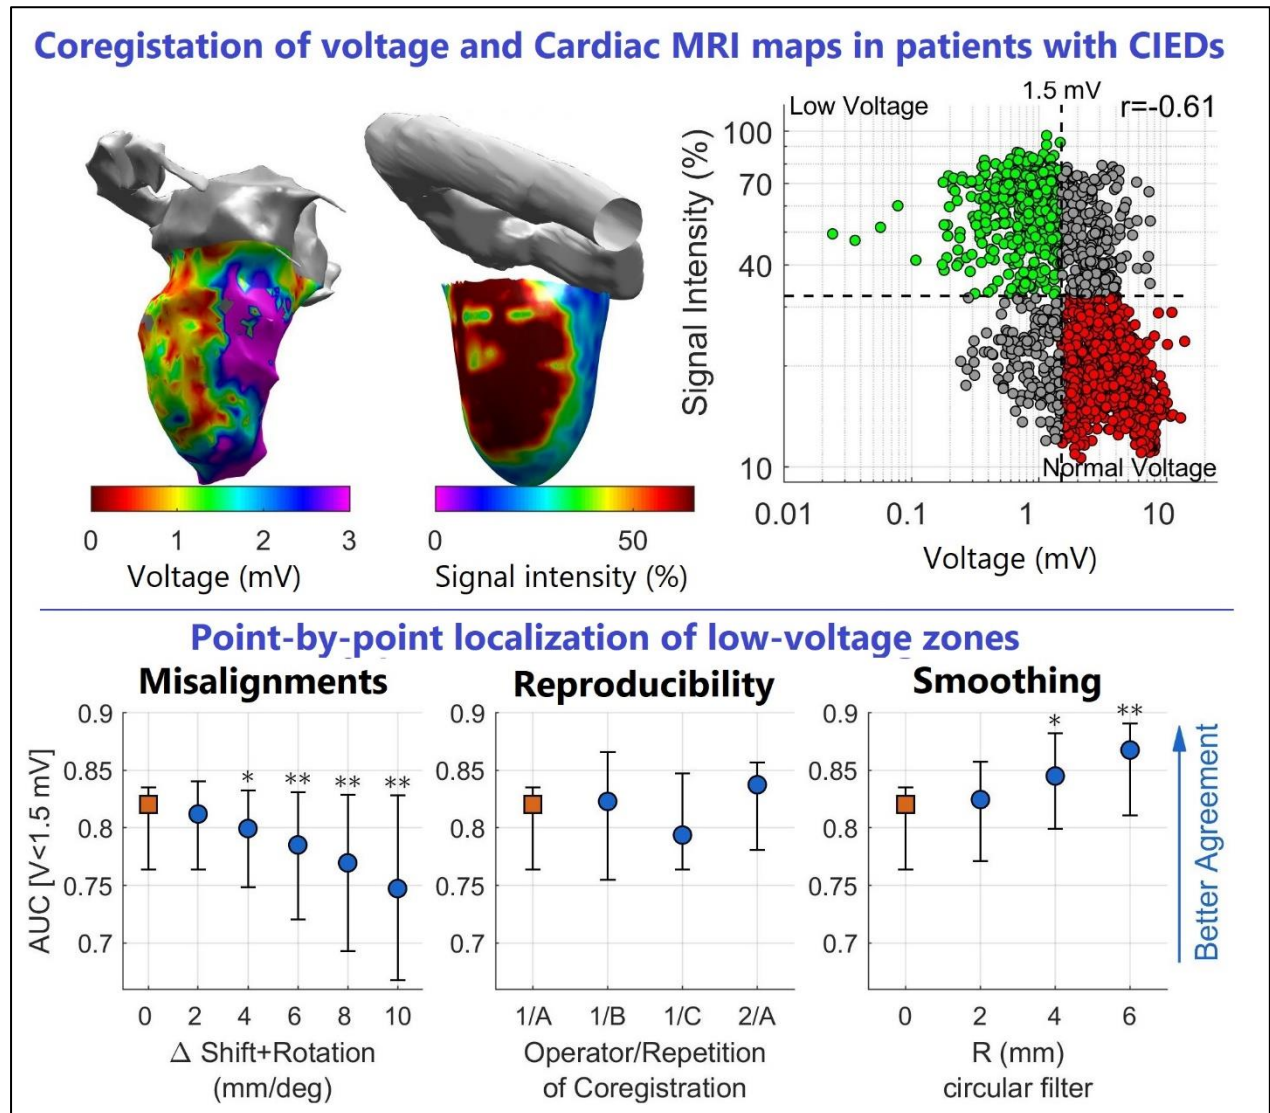 Coregistation of voltage and Cardiac MRI maps in patients with CIEDs
0 1 2 3
Voltage (mV)
0 50
Signal intensity (%)
1.5 mV
Low Voltage
r=-0.61
Signal Intensity (%)
100
70
40
10
Normal Voltage
0.01 0.1 1 10
Voltage (mV)
Point-by-point localization of low-voltage zones
Misalignments
AUC [V<1.5 mV]
0.9
0.85
0.8
0.75
0.7
* ** ** **
0 2 4 6 8 10
Δ Shift+Rotation
(mm/deg)
Reproducibility
0.9
0.85
0.8
0.75
0.7
1/A 1/B 1/C 2/A
Operator/Repetition
of Coregistration
Smoothing
0.9
0.85
0.8
0.75
0.7
* **
0 2 4 6
R (mm)
circular filter
Better Agreement